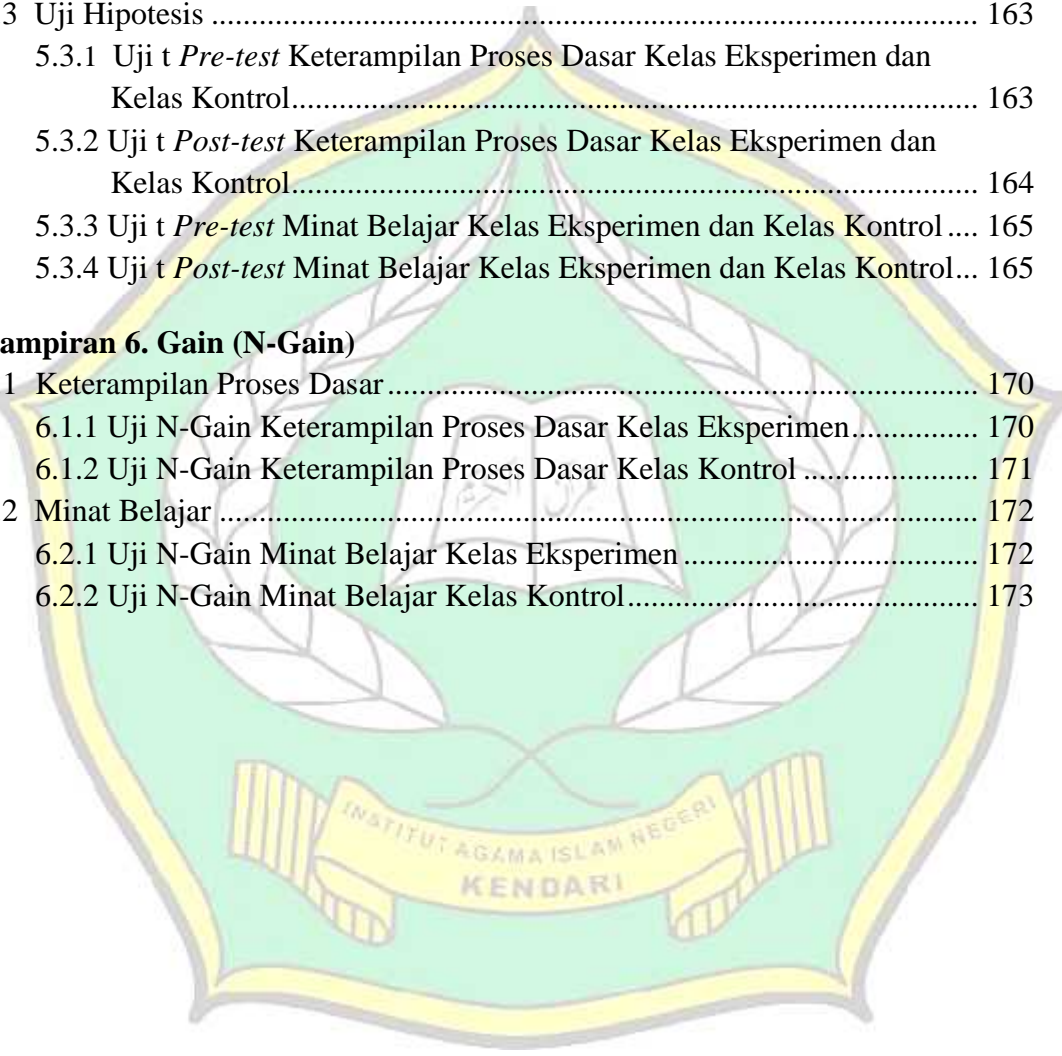 3 Uji Hipotesis ........................................................................ 163
5.3.1 Uji t Pre-test Keterampilan Proses Dasar Kelas Eksperimen dan
Kelas Kontrol........................................................................ 163
5.3.2 Uji t Post-test Keterampilan Proses Dasar Kelas Eksperimen dan
Kelas Kontrol........................................................................ 164
5.3.3 Uji t Pre-test Minat Belajar Kelas Eksperimen dan Kelas Kontrol .... 165
5.3.4 Uji t Post-test Minat Belajar Kelas Eksperimen dan Kelas Kontrol... 165
ampiran 6. Gain (N-Gain)
1 Keterampilan Proses Dasar ........................................................ 170
6.1.1 Uji N-Gain Keterampilan Proses Dasar Kelas Eksperimen................ 170
6.1.2 Uji N-Gain Keterampilan Proses Dasar Kelas Kontrol ...................... 171
2 Minat Belajar ........................................................................ 172
6.2.1 Uji N-Gain Minat Belajar Kelas Eksperimen .................................... 172
6.2.2 Uji N-Gain Minat Belajar Kelas Kontrol........................................... 173
INSTITUT AGAMA ISLAM NEGERI
KENDARI